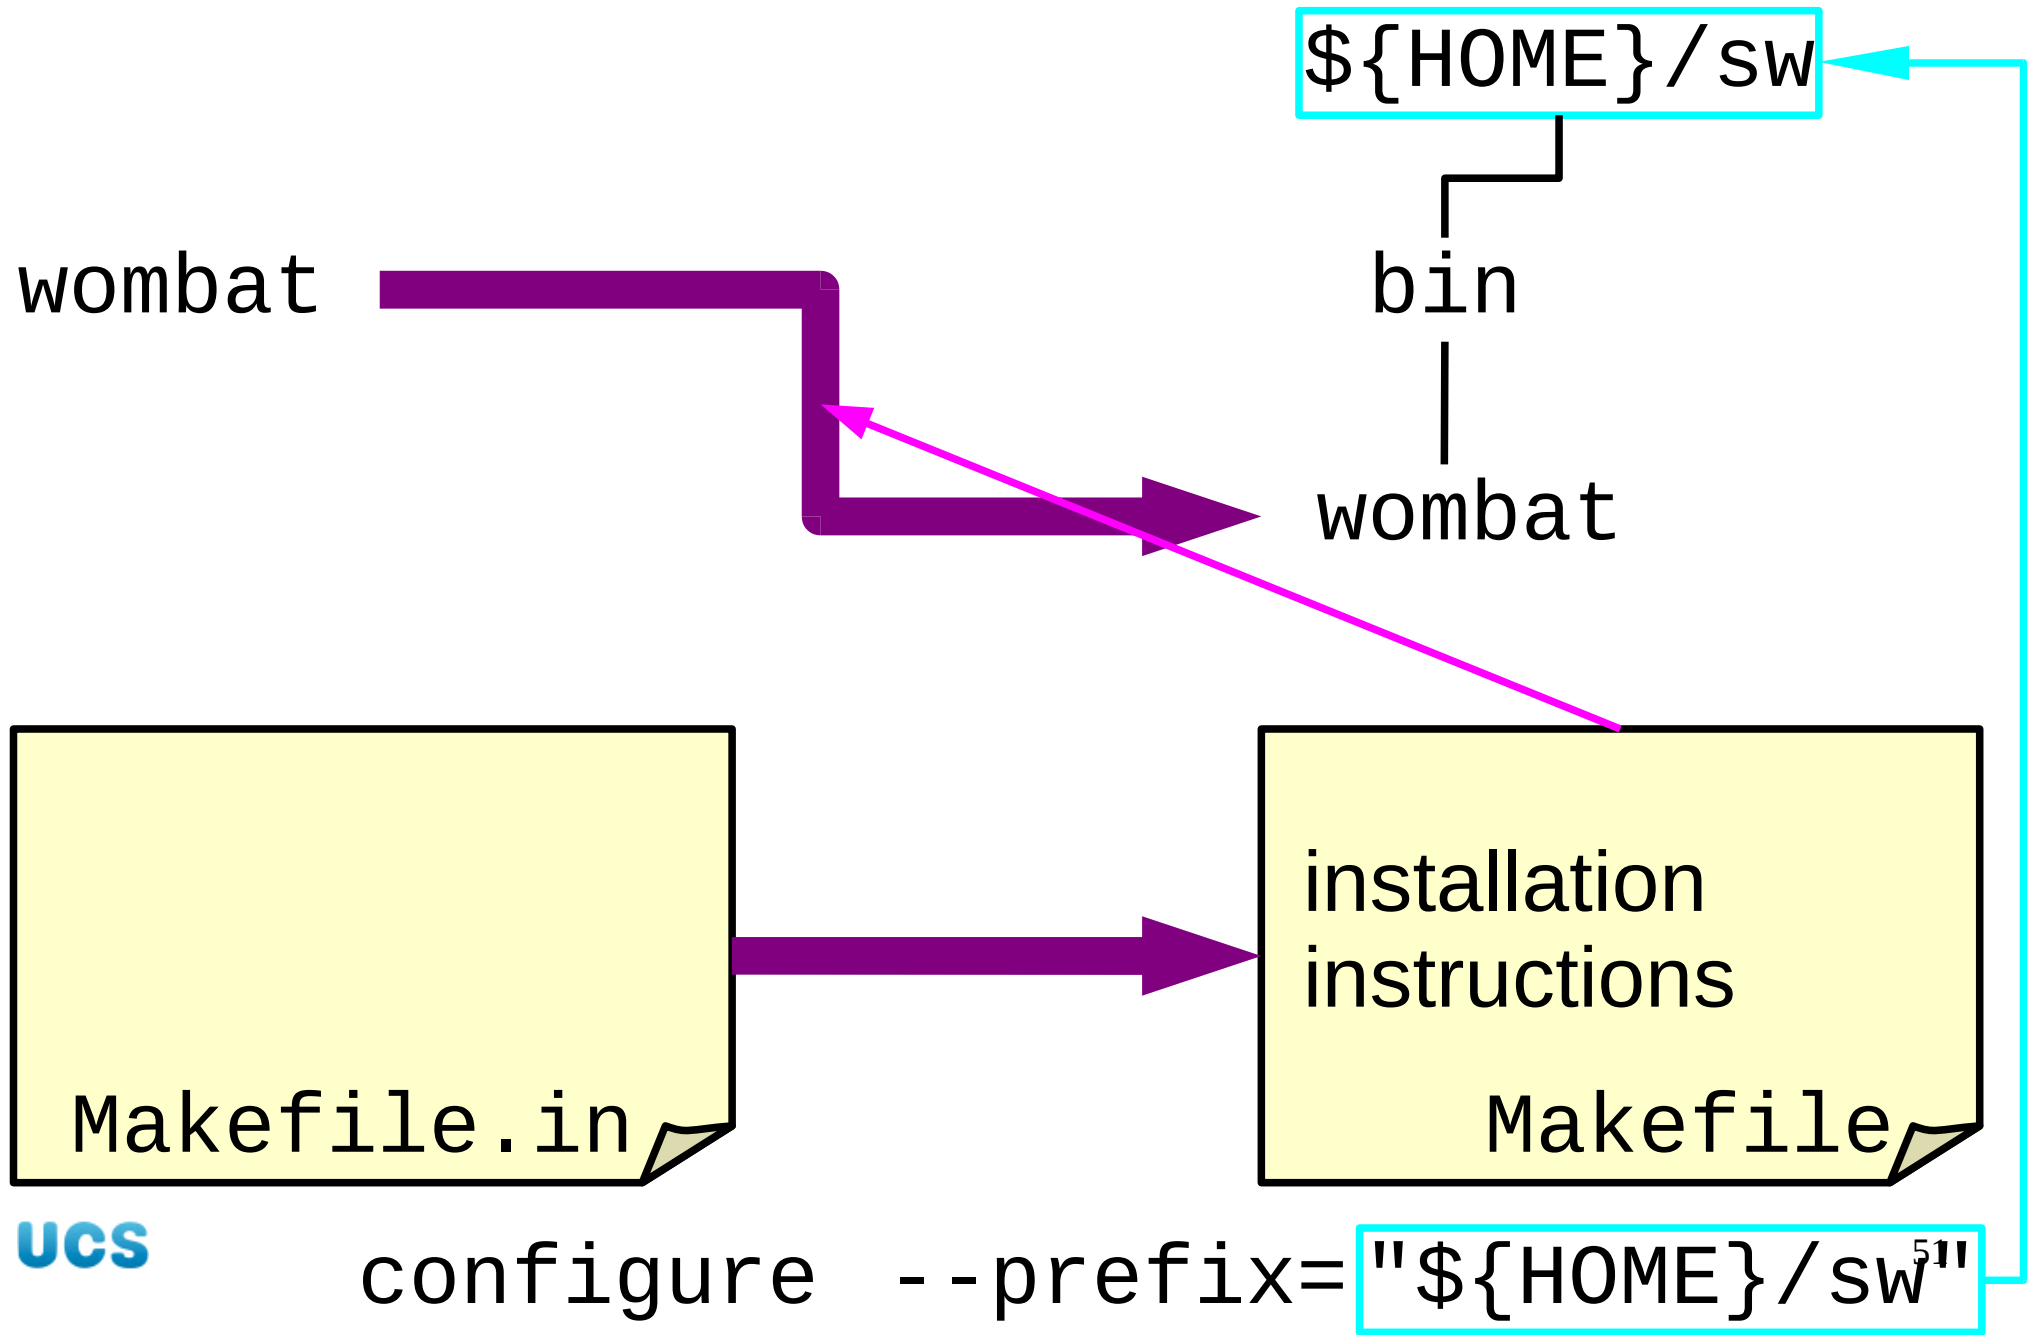 ${HOME}/sw
wombat
bin
wombat
installation
instructions
Makefile.in
Makefile
UCS
configure --prefix="${HOME}/sw"
51